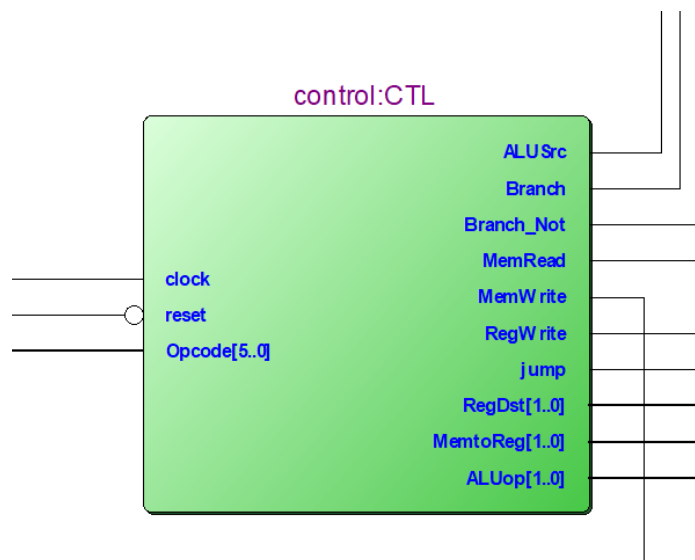 control:CTL
ALUSrc
Branch
Branch_Not
MemRead
MemWrite
RegWrite
jump
RegDst[1..0]
MemtoReg[1..0]
ALUop[1..0]
clock
reset
Opcode[5..0]